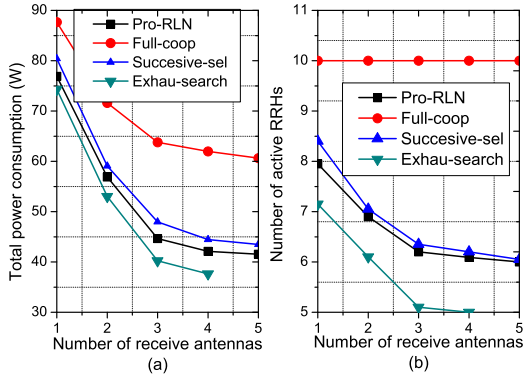 Pro-RLN
Full-coop
Succesive-sel
Exhau-search
90
80
70
60
50
40
30
1
2
3
4
5
Total power consumption (W)
Number of receive antennas
(a)
Pro-RLN
Full-coop
Succesive-sel
Exhau-search
11
10
9
8
7
6
5
1
2
3
4
5
Number of active RRHs
Number of receive antennas
(b)